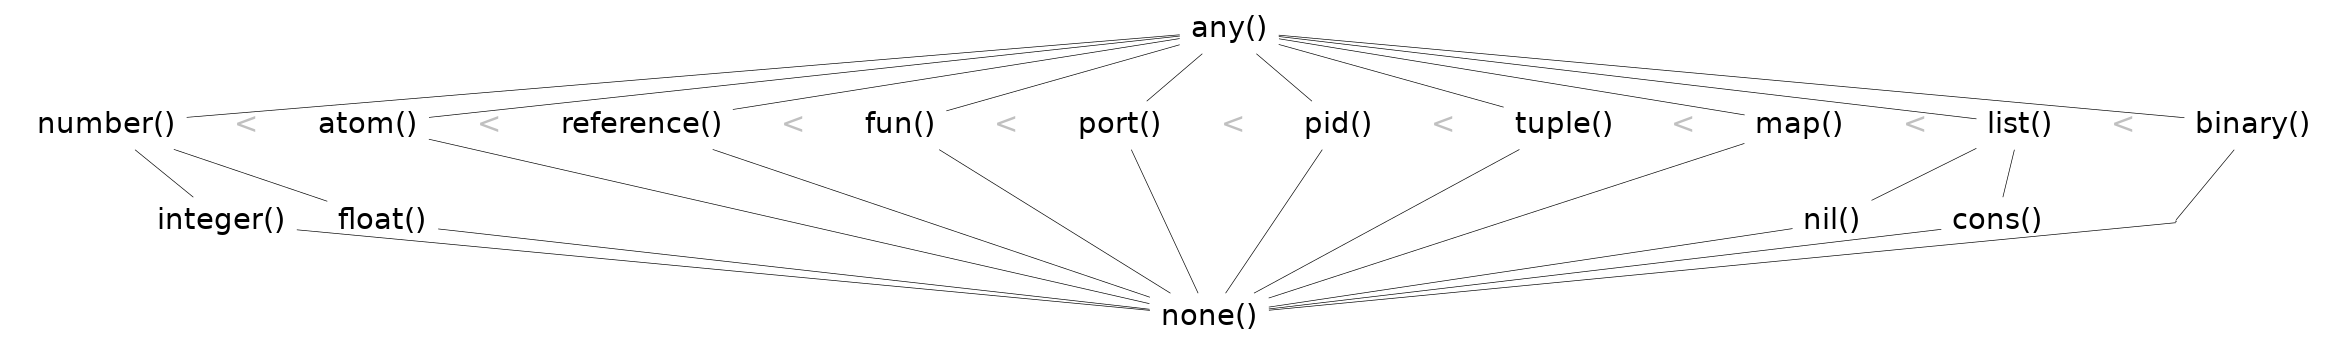 any()
number() < atom() < reference() < fun() < port() < pid() < tuple() < map() < list() < binary()
integer() float() nil() cons()
none()